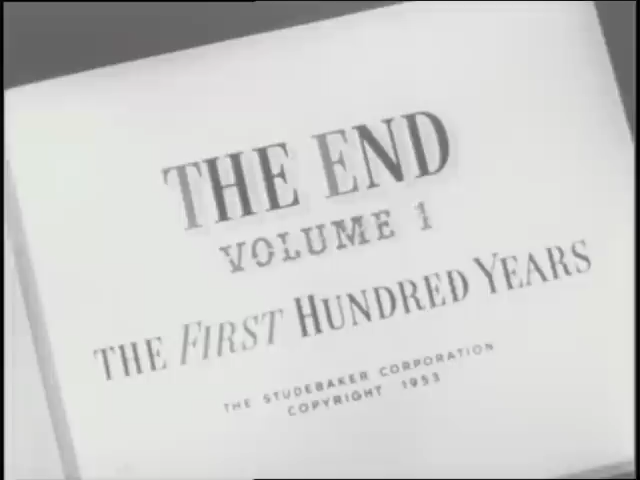 THE END
VOLUME 1
THE FIRST HUNDRED YEARS
THE STUDEBAKER CORPORATION
COPYRIGHT 1953